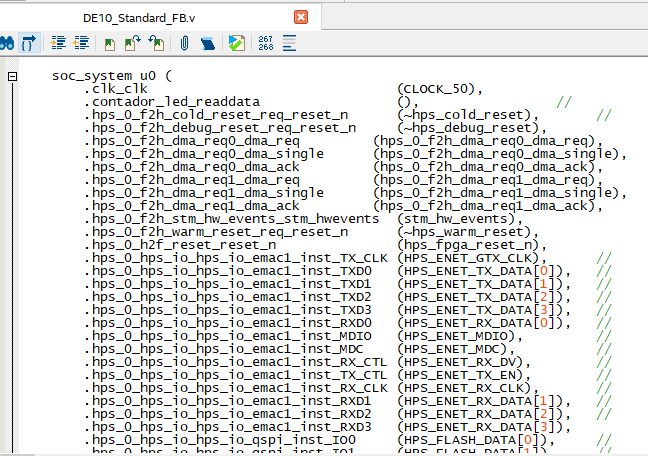 DE10_Standard_FB.v
267
268
soc_system u0 (
.clk_clk (CLOCK_50),
.contador_led_readdata (), //
.hps_0_f2h_cold_reset_req_reset_n (~hps_cold_reset), //
.hps_0_f2h_debug_reset_req_reset_n (~hps_debug_reset),
.hps_0_f2h_dma_req0_dma_req (hps_0_f2h_dma_req0_dma_req),
.hps_0_f2h_dma_req0_dma_single (hps_0_f2h_dma_req0_dma_single),
.hps_0_f2h_dma_req0_dma_ack (hps_0_f2h_dma_req0_dma_ack),
.hps_0_f2h_dma_req1_dma_req (hps_0_f2h_dma_req1_dma_req),
.hps_0_f2h_dma_req1_dma_single (hps_0_f2h_dma_req1_dma_single),
.hps_0_f2h_dma_req1_dma_ack (hps_0_f2h_dma_req1_dma_ack),
.hps_0_f2h_stm_hw_events_stm_hwevents (stm_hw_events),
.hps_0_f2h_warm_reset_req_reset_n (~hps_warm_reset),
.hps_0_h2f_reset_reset_n (hps_fpga_reset_n),
.hps_0_hps_io_hps_io_emac1_inst_TX_CLK (HPS_ENET_GTX_CLK), //
.hps_0_hps_io_hps_io_emac1_inst_TXD0 (HPS_ENET_TX_DATA[0]), //
.hps_0_hps_io_hps_io_emac1_inst_TXD1 (HPS_ENET_TX_DATA[1]), //
.hps_0_hps_io_hps_io_emac1_inst_TXD2 (HPS_ENET_TX_DATA[2]), //
.hps_0_hps_io_hps_io_emac1_inst_TXD3 (HPS_ENET_TX_DATA[3]), //
.hps_0_hps_io_hps_io_emac1_inst_RXD0 (HPS_ENET_RX_DATA[0]), //
.hps_0_hps_io_hps_io_emac1_inst_MDIO (HPS_ENET_MDIO), //
.hps_0_hps_io_hps_io_emac1_inst_MDC (HPS_ENET_MDC), //
.hps_0_hps_io_hps_io_emac1_inst_RX_CTL (HPS_ENET_RX_DV), //
.hps_0_hps_io_hps_io_emac1_inst_TX_CTL (HPS_ENET_TX_EN), //
.hps_0_hps_io_hps_io_emac1_inst_RX_CLK (HPS_ENET_RX_CLK), //
.hps_0_hps_io_hps_io_emac1_inst_RXD1 (HPS_ENET_RX_DATA[1]), //
.hps_0_hps_io_hps_io_emac1_inst_RXD2 (HPS_ENET_RX_DATA[2]), //
.hps_0_hps_io_hps_io_emac1_inst_RXD3 (HPS_ENET_RX_DATA[3]),
.hps_0_hps_io_hps_io_qspi_inst_IO0 (HPS_FLASH_DATA[0]), //
.hps_0_hps_io_hps_io_qspi_inst_IO1 (HPS_FLASH_DATA[1]), //